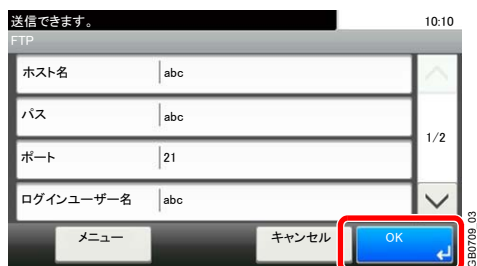 送信できます。 10:10
FTP
ホスト名 abc
パス abc
1/2
ポート 21
ログインユーザー名 abc
メニュー キャンセル OK
GB0709_03